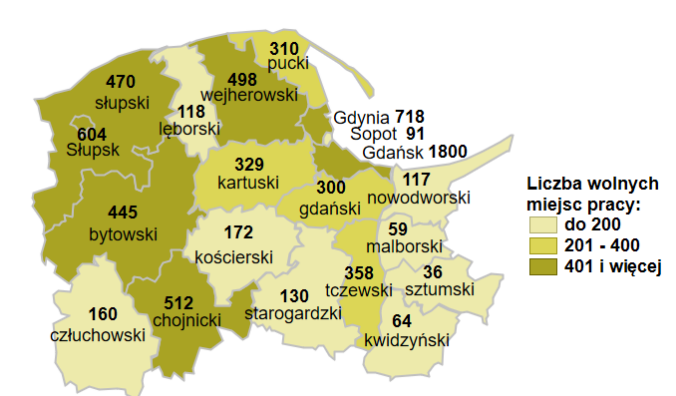 310
pucki
470
słupski
498
wejherowski
118
lęborski
604
Słupsk
Gdynia 718
Sopot 91
Gdańsk 1800
329
kartuski
300
gdański
117
nowodworski
445
bytowski
172
kościerski
59
malborski
358
tczewski
36
sztumski
160
człuchowski
512
chojnicki
130
starogardzki
64
kwidzyński
Liczba wolnych
miejsc pracy:
do 200
201 - 400
401 i więcej